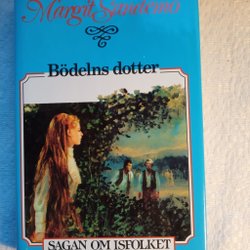 Margit Sandemo
Bödelns dotter
SAGAN OM ISFOLKET